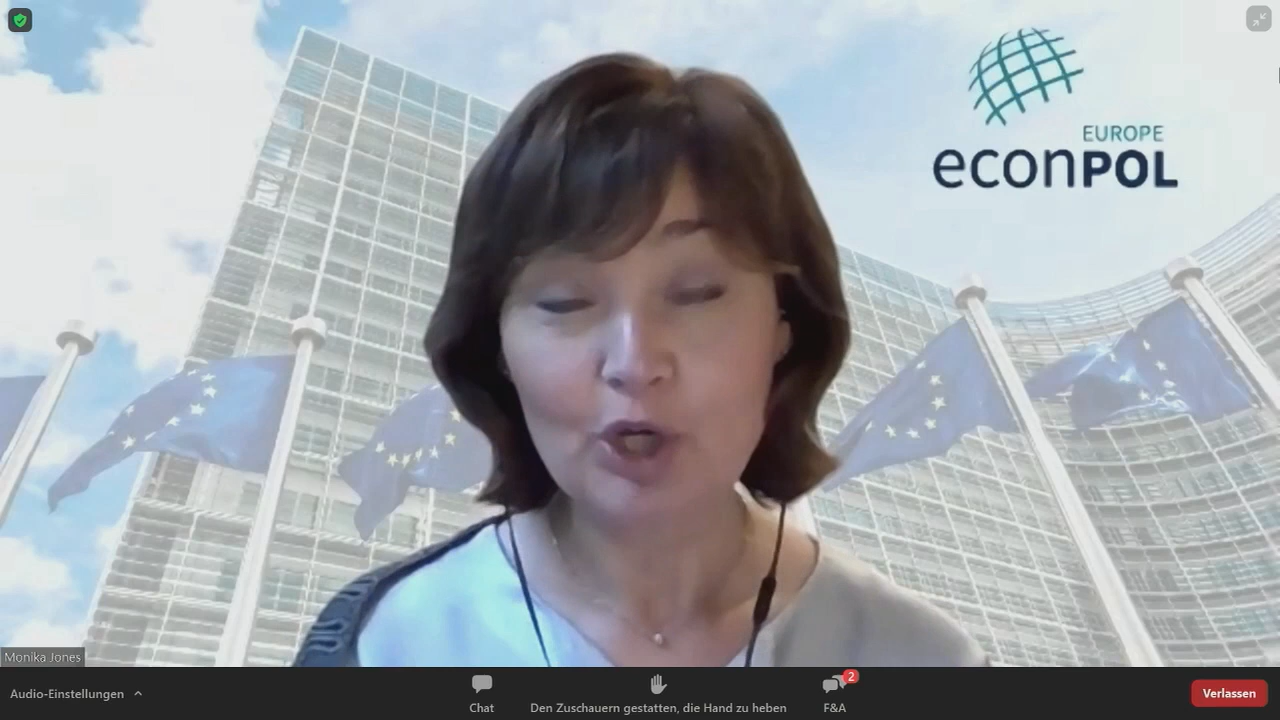 EUROPE
econPOL
Monika Jones
Audio-Einstellungen
Chat
Den Zuschauern gestatten, die Hand zu heben
2
F&A
Verlassen